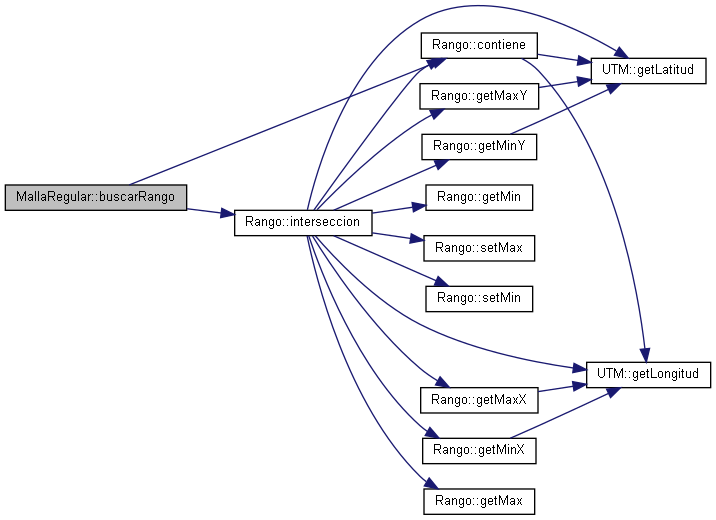 Rango::contiene
UTM::getLatitud
Rango::getMaxY
Rango::getMinY
MallaRegular::buscarRango
Rango::getMin
Rango::interseccion
Rango::setMax
Rango::setMin
UTM::getLongitud
Rango::getMaxX
Rango::getMinX
Rango::getMax